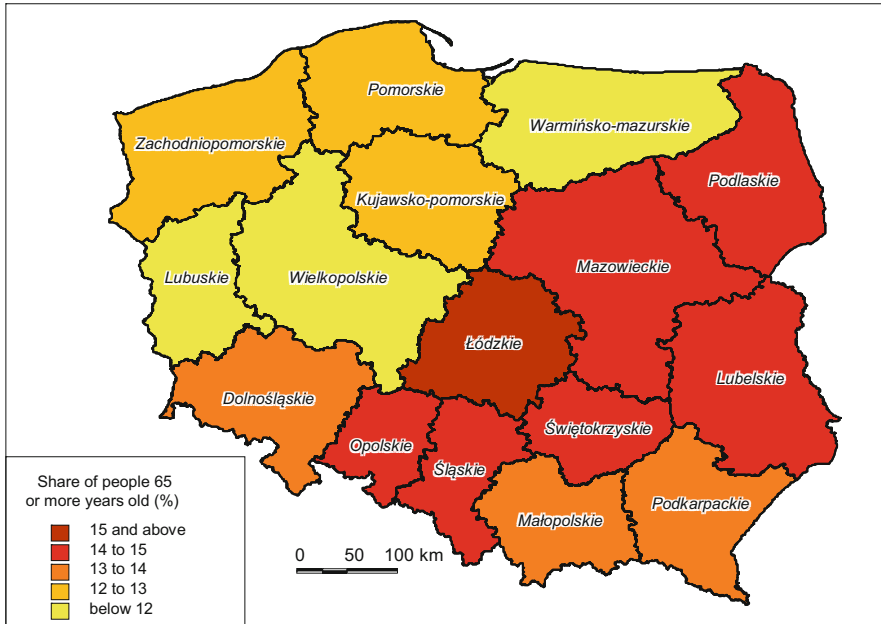 Pomorskie
Zachodniopomorskie
Warmińsko-mazurskie
Podlaskie
Kujawsko-pomorskie
Mazowieckie
Lubuskie
Wielkopolskie
Łódzkie
Lubelskie
Dolnośląskie
Świętokrzyskie
Opolskie
Śląskie
Podkarpackie
Małopolskie
Share of people 65
or more years old (%)
15 and above
14 to 15
13 to 14
12 to 13
below 12
0 50 100 km